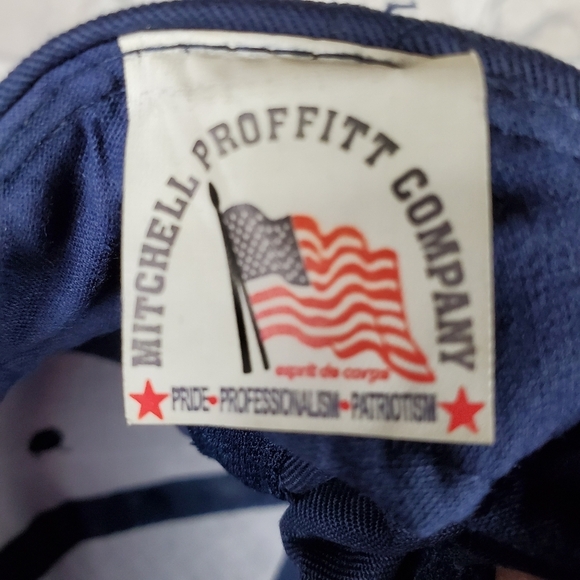 MITCHELL PROFFITT COMPANY
esprit de corps
PRIDE • PROFESSIONALISM • PATRIOTISM